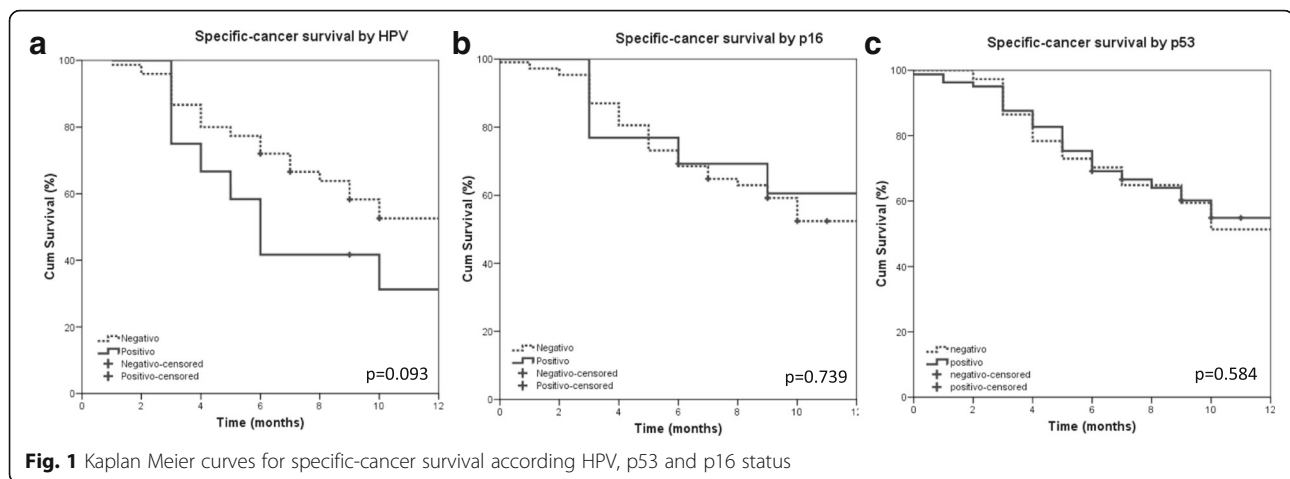 a
Specific-cancer survival by HPV
Cum Survival (%)
100
80
60
40
20
0
0 2 4 6 8 10 12
Time (months)
Negativo
Positivo
Negativo-censored
Positivo-censored
p=0.093
b
Specific-cancer survival by p16
Cum Survival (%)
100
80
60
40
20
0
0 2 4 6 8 10 12
Time (months)
Negativo
Positivo
Negativo-censored
Positivo-censored
p=0.739
c
Specific-cancer survival by p53
Cum Survival (%)
100
80
60
40
20
0
0 2 4 6 8 10 12
Time (months)
negativo
positivo
negativo-censored
positivo-censored
p=0.584
Fig. 1 Kaplan Meier curves for specific-cancer survival according HPV, p53 and p16 status